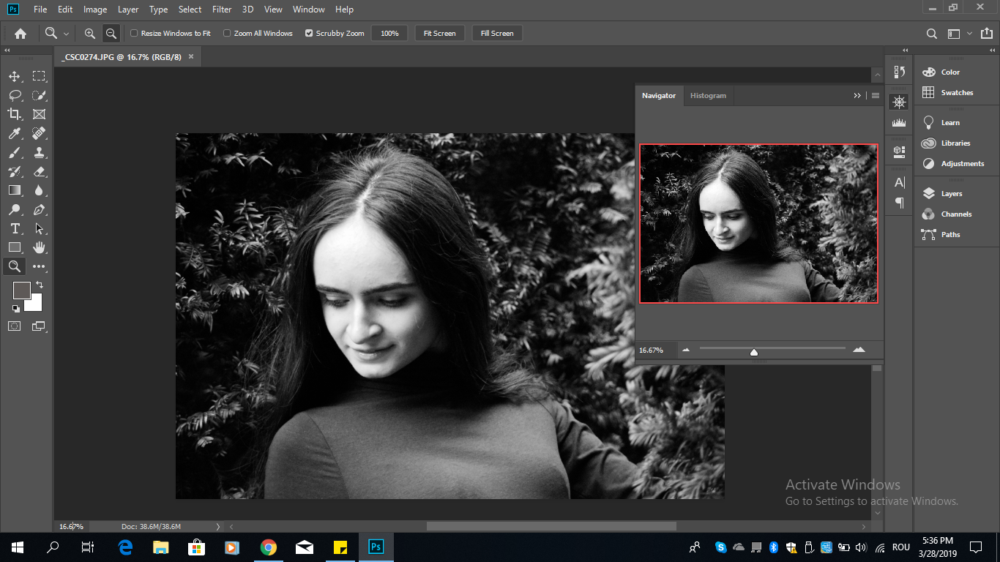 Ps File Edit Image Layer Type Select Filter 3D View Window Help
Resize Windows to Fit Zoom All Windows Scrubby Zoom 100% Fit Screen Fill Screen
_CSC0274.JPG @ 16.7% (RGB/8) ×
Navigator Histogram
16.67%
Color
Swatches
Learn
Libraries
Adjustments
Layers
Channels
Paths
Activate Windows
Go to Settings to activate Windows.
16.67% Doc: 38.6M/38.6M
Ps
ROU
5:36 PM
3/28/2019